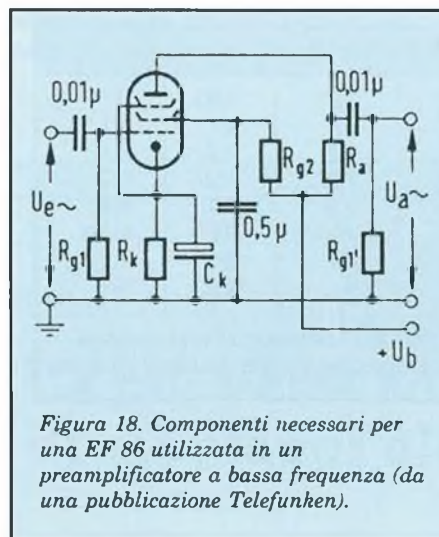 0,01µ
0,01µ
Ue~
Rg2
Ra
Ua~
Rg1
Rk
Ck
0,5µ
Rg1'
+Ub
Figura 18. Componenti necessari per
una EF 86 utilizzata in un
preamplificatore a bassa frequenza (da
una pubblicazione Telefunken).